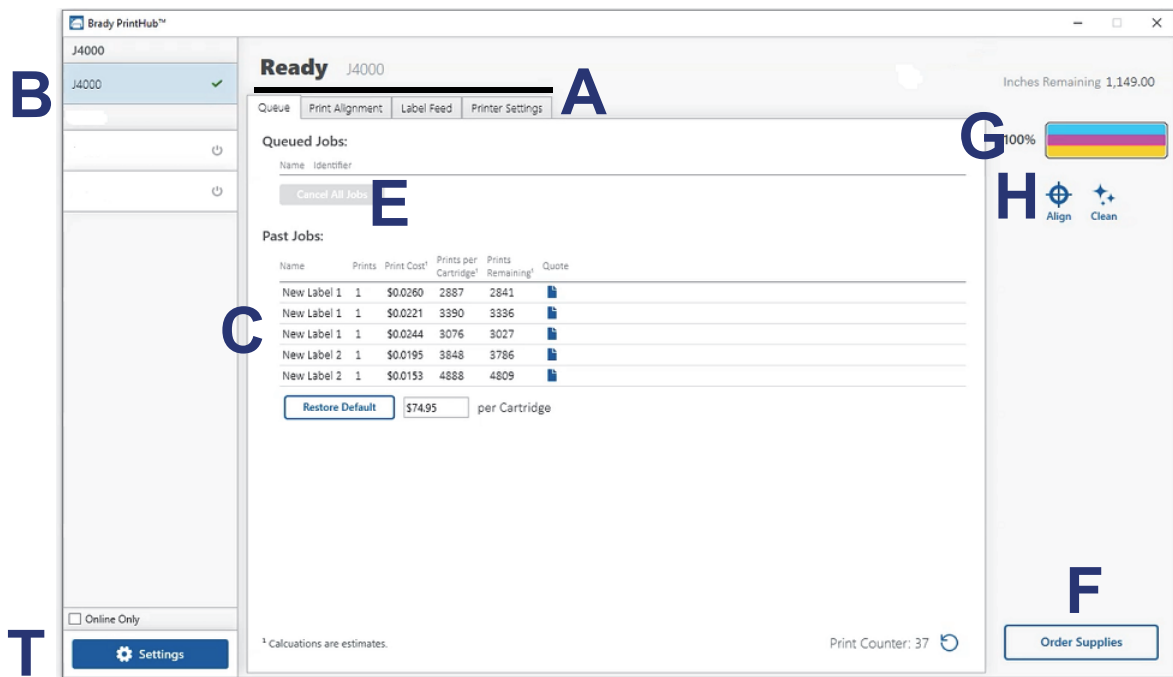 Brady PrintHub™
J4000
B
J4000
Ready J4000
A
Inches Remaining 1,149.00
Queue Print Alignment Label Feed Printer Settings
G
100%
Queued Jobs:
Name Identifier
Cancel All Jobs
E
H
Align Clean
Past Jobs:
Name Prints Print Cost¹ Prints per Cartridge¹ Prints Remaining¹ Quote
C
New Label 1 1 $0.0260 2887 2841
New Label 1 1 $0.0221 3390 3336
New Label 1 1 $0.0244 3076 3027
New Label 2 1 $0.0195 3848 3786
New Label 2 1 $0.0153 4888 4809
Restore Default $74.95 per Cartridge
F
Online Only
T
Settings
¹ Calcuations are estimates.
Print Counter: 37
Order Supplies